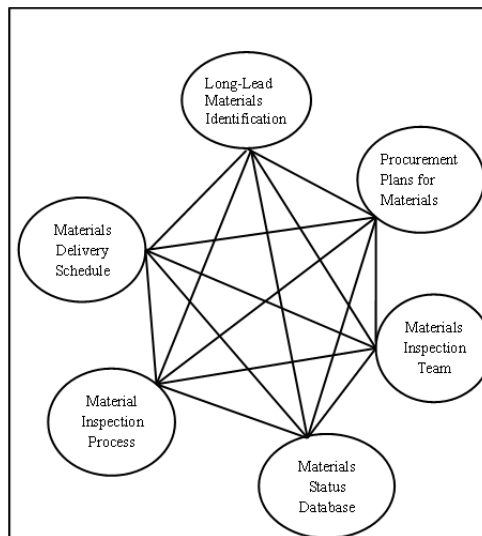 Long-Lead
Materials
Identification
Procurement
Plans for
Materials
Materials
Delivery
Schedule
Materials
Inspection
Team
Material
Inspection
Process
Materials
Status
Database